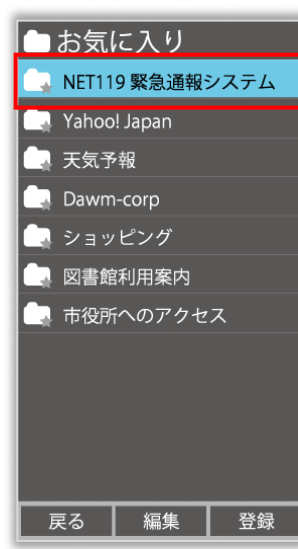 お気に入り
NET119 緊急通報システム
Yahoo! Japan
天気予報
Dawm-corp
ショッピング
図書館利用案内
市役所へのアクセス
戻る 編集 登録